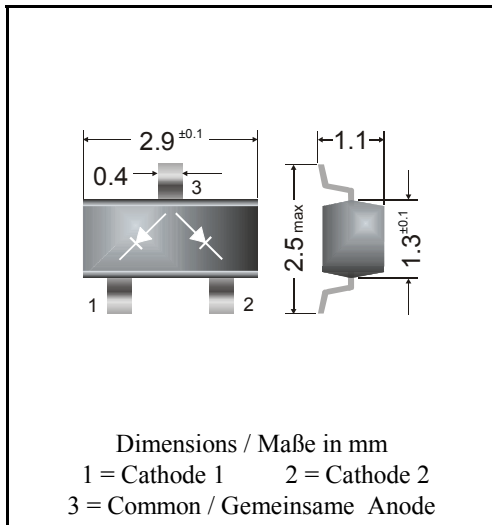 2.9 ±0.1
1.1
0.4
3
2.5 max
1.3 ±0.1
1
2
Dimensions / Maße in mm
1 = Cathode 1 2 = Cathode 2
3 = Common / Gemeinsame Anode